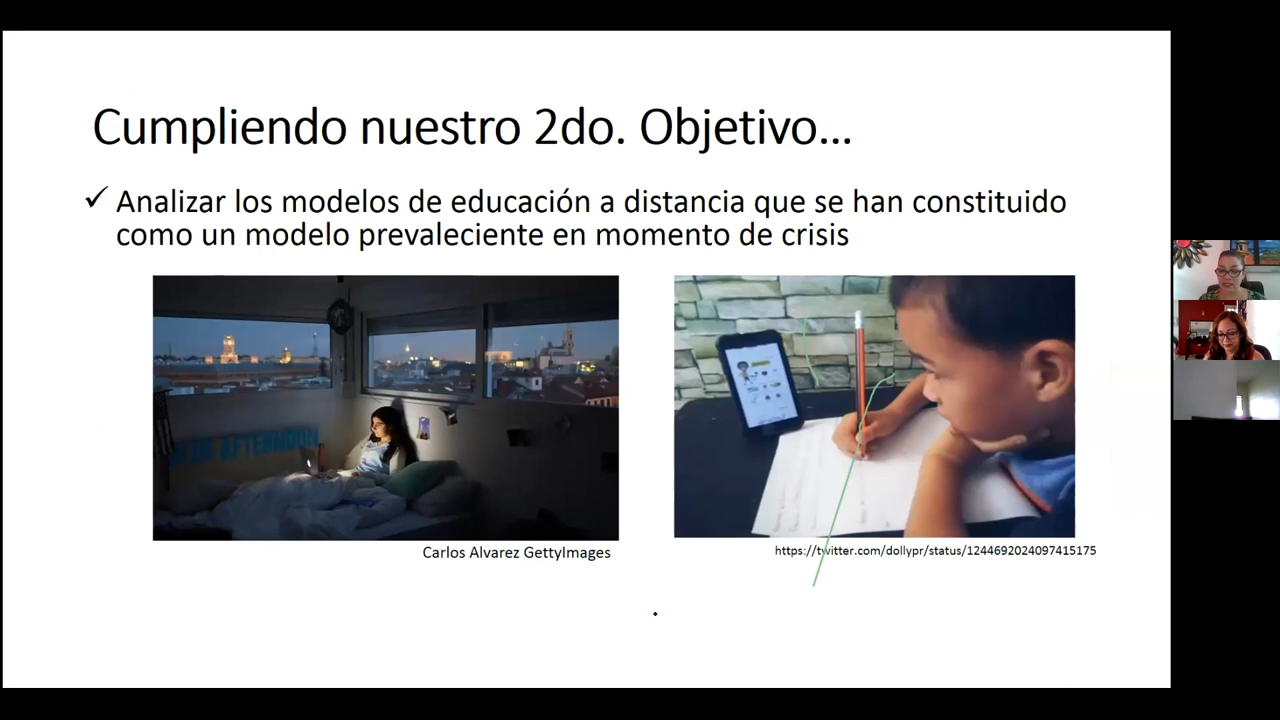 Cumpliendo nuestro 2do. Objetivo...
✓ Analizar los modelos de educación a distancia que se han constituido
como un modelo prevaleciente en momento de crisis
AFTERNOON
Carlos Alvarez GettyImages
https://twitter.com/dollypr/status/1244692024097415175